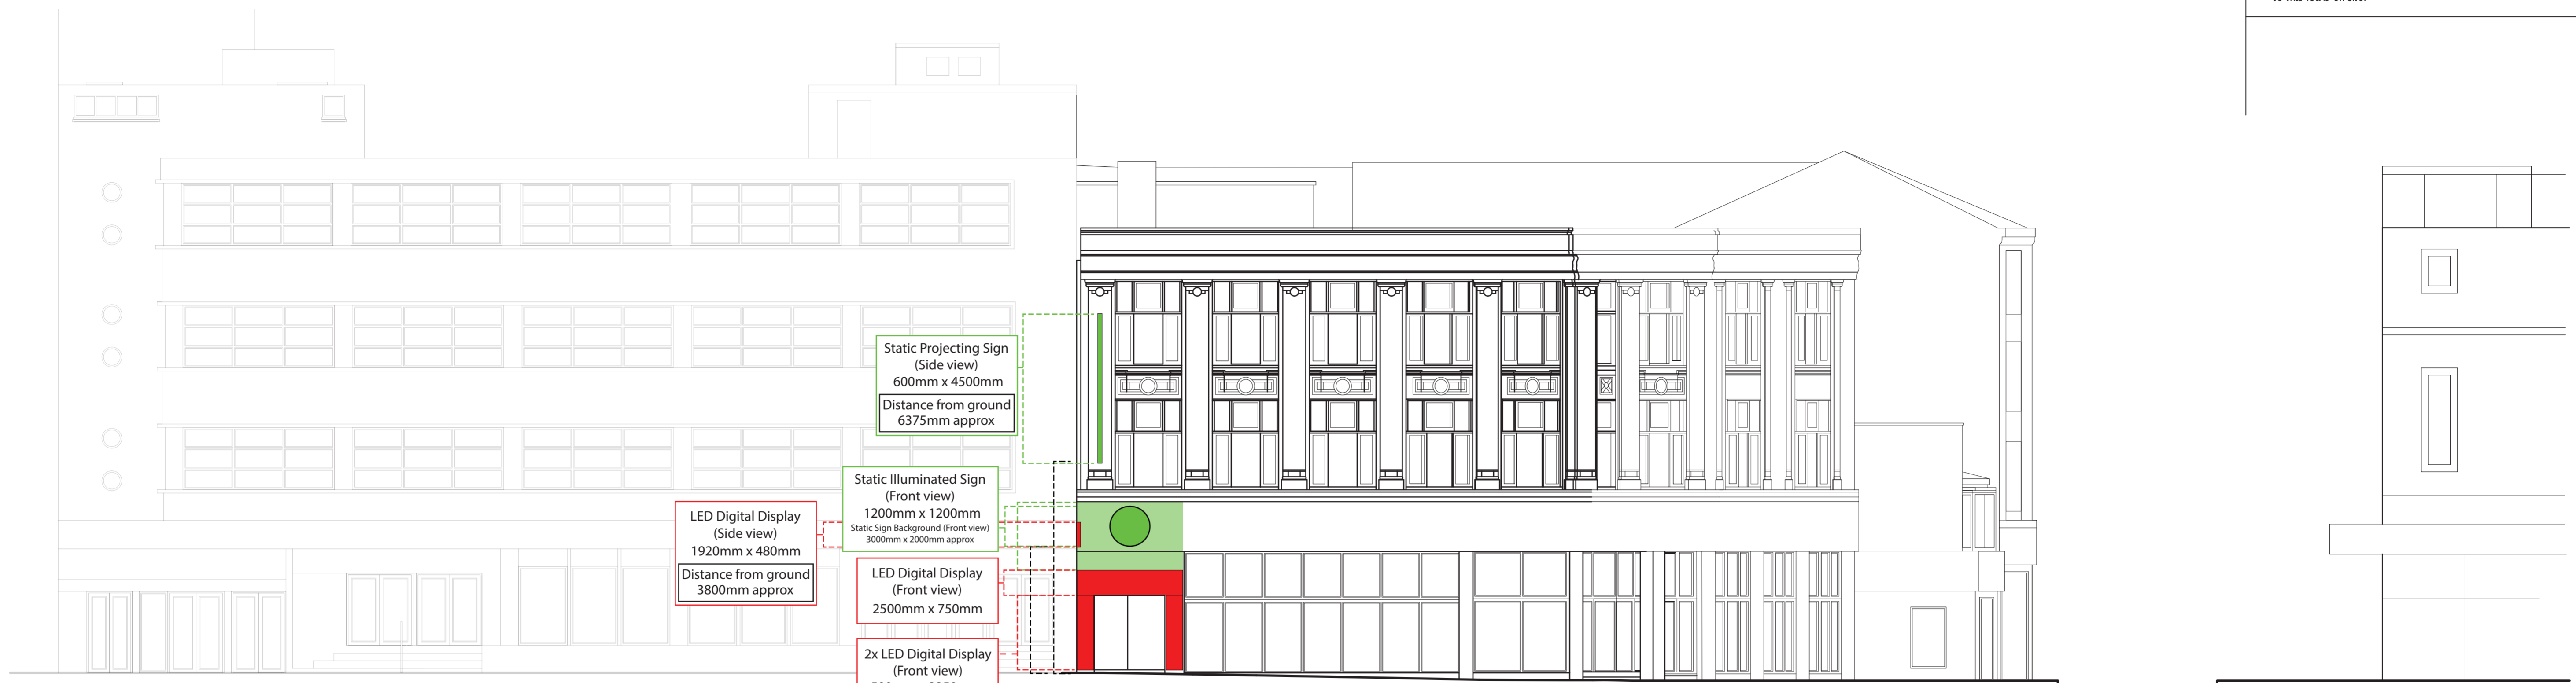 Static Projecting Sign
(Side view)
600mm x 4500mm
Distance from ground
6375mm approx
Static Illuminated Sign
(Front view)
1200mm x 1200mm
Static Sign Background (Front view)
3000mm x 2000mm approx
LED Digital Display
(Side view)
1920mm x 480mm
Distance from ground
3800mm approx
LED Digital Display
(Front view)
2500mm x 750mm
2x LED Digital Display
(Front view)